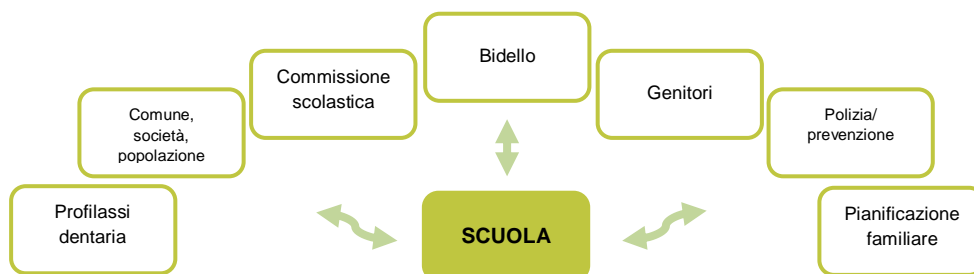 Bidello
Commissione
scolastica
Genitori
Comune,
società,
popolazione
Polizia/
prevenzione
Profilassi
dentaria
SCUOLA
Pianificazione
familiare